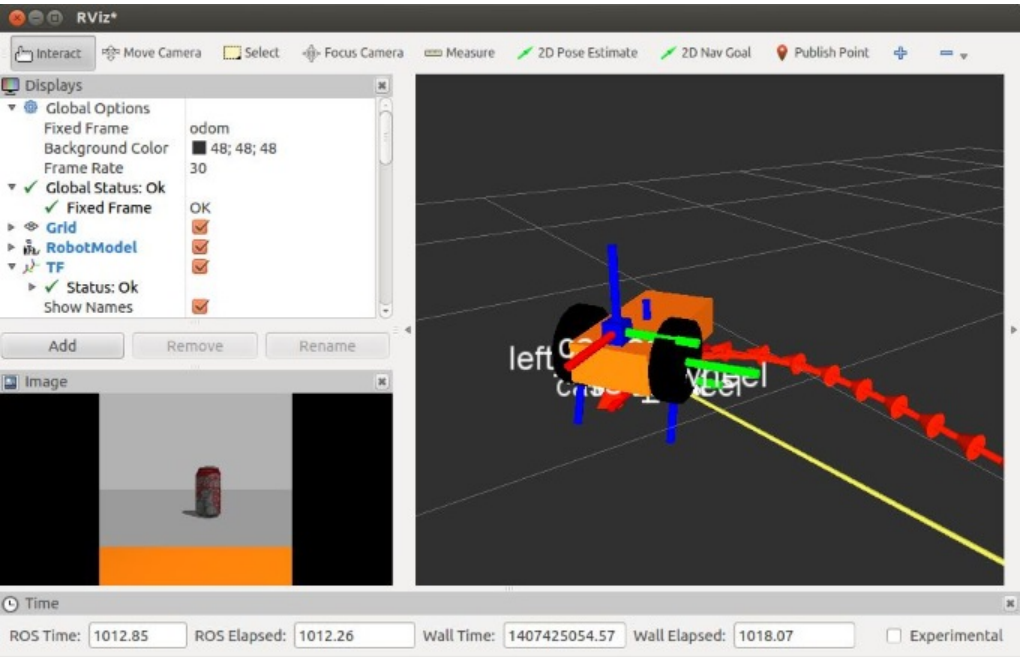 RViz*
Interact Move Camera Select Focus Camera Measure 2D Pose Estimate 2D Nav Goal Publish Point
Displays
Global Options
Fixed Frame odom
Background Color 48; 48; 48
Frame Rate 30
Global Status: Ok
Fixed Frame OK
Grid
RobotModel
TF
Status: Ok
Show Names
Add Remove Rename
Image
left
Time
ROS Time: 1012.85 ROS Elapsed: 1012.26 Wall Time: 1407425054.57 Wall Elapsed: 1018.07 Experimental